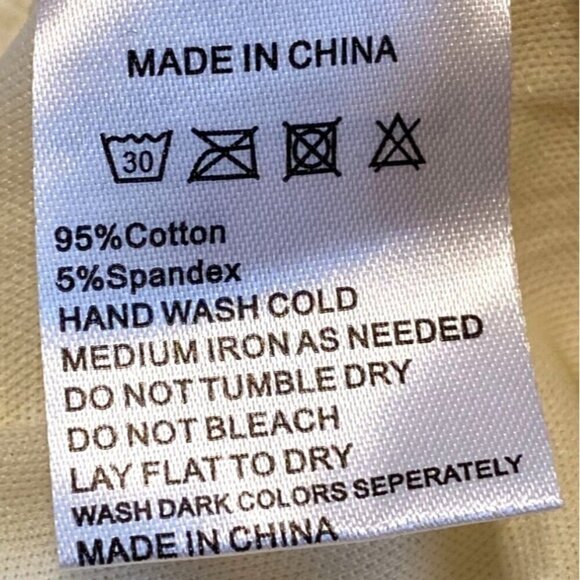 MADE IN CHINA
30
95%Cotton
5%Spandex
HAND WASH COLD
MEDIUM IRON AS NEEDED
DO NOT TUMBLE DRY
DO NOT BLEACH
LAY FLAT TO DRY
WASH DARK COLORS SEPERATELY
MADE IN CHINA